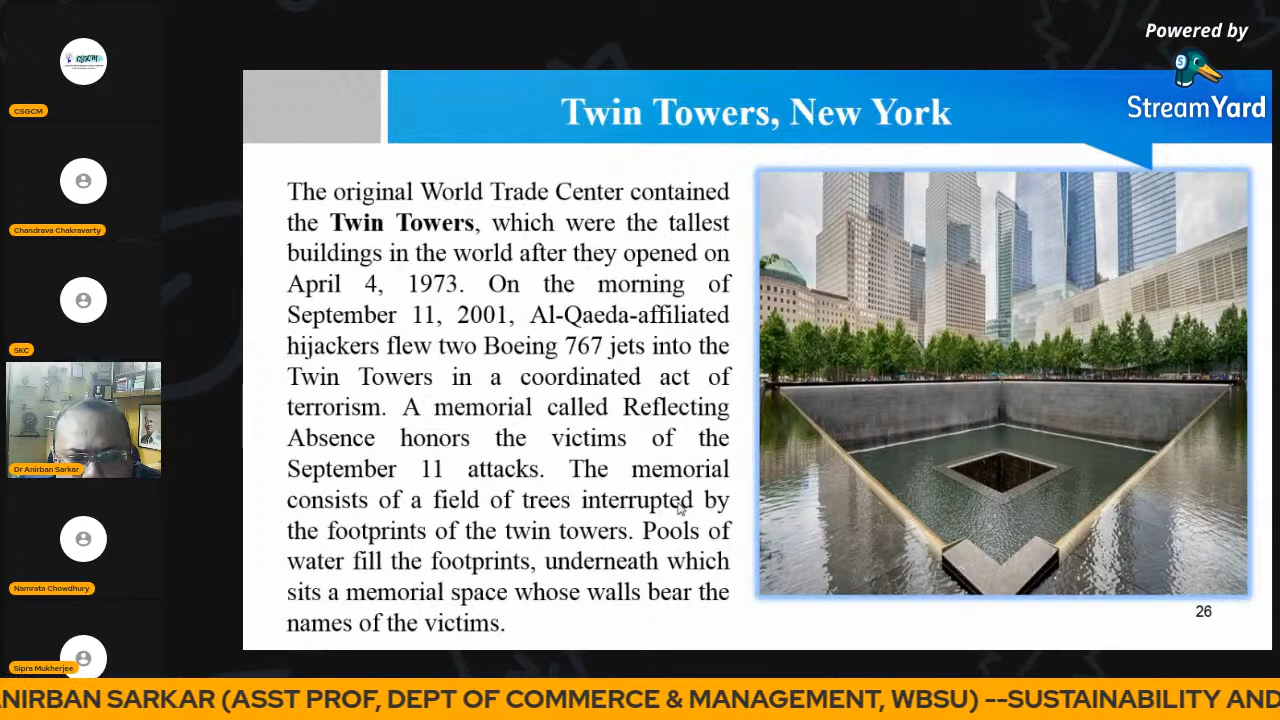 Powered by
StreamYard
CSGCM
Chandrava Chakravarty
SKC
Dr Anirban Sarkar
Namrata Chowdhury
Sipra Mukherjee
Twin Towers, New York
The original World Trade Center contained
the Twin Towers, which were the tallest
buildings in the world after they opened on
April 4, 1973. On the morning of
September 11, 2001, Al-Qaeda-affiliated
hijackers flew two Boeing 767 jets into the
Twin Towers in a coordinated act of
terrorism. A memorial called Reflecting
Absence honors the victims of the
September 11 attacks. The memorial
consists of a field of trees interrupted by
the footprints of the twin towers. Pools of
water fill the footprints, underneath which
sits a memorial space whose walls bear the
names of the victims.
26
ANIRBAN SARKAR (ASST PROF, DEPT OF COMMERCE & MANAGEMENT, WBSU) --SUSTAINABILITY AND